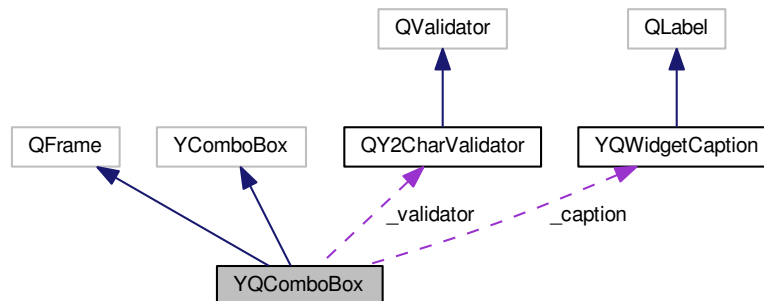 QValidator
QLabel
QFrame
YComboBox
QY2CharValidator
YQWidgetCaption
_validator
_caption
YQComboBox